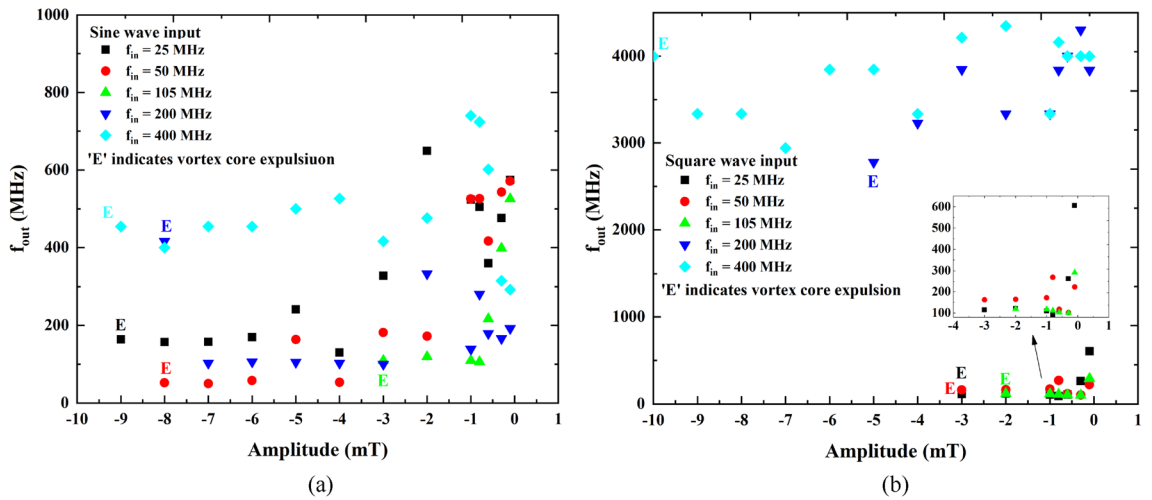 (a)
1000
800
600
400
200
0
f_out (MHz)
Sine wave input
f_in = 25 MHz
f_in = 50 MHz
f_in = 105 MHz
f_in = 200 MHz
f_in = 400 MHz
'E' indicates vortex core expulsiuon
E
E
E
E
E
-10 -9 -8 -7 -6 -5 -4 -3 -2 -1 0 1
Amplitude (mT)
(a)
(b)
4000
3000
2000
1000
0
f_out (MHz)
E
E
Square wave input
f_in = 25 MHz
f_in = 50 MHz
f_in = 105 MHz
f_in = 200 MHz
f_in = 400 MHz
'E' indicates vortex core expulsion
600
500
400
300
200
100
-4 -3 -2 -1 0 1
E
E
E
-10 -9 -8 -7 -6 -5 -4 -3 -2 -1 0 1
Amplitude (mT)
(b)